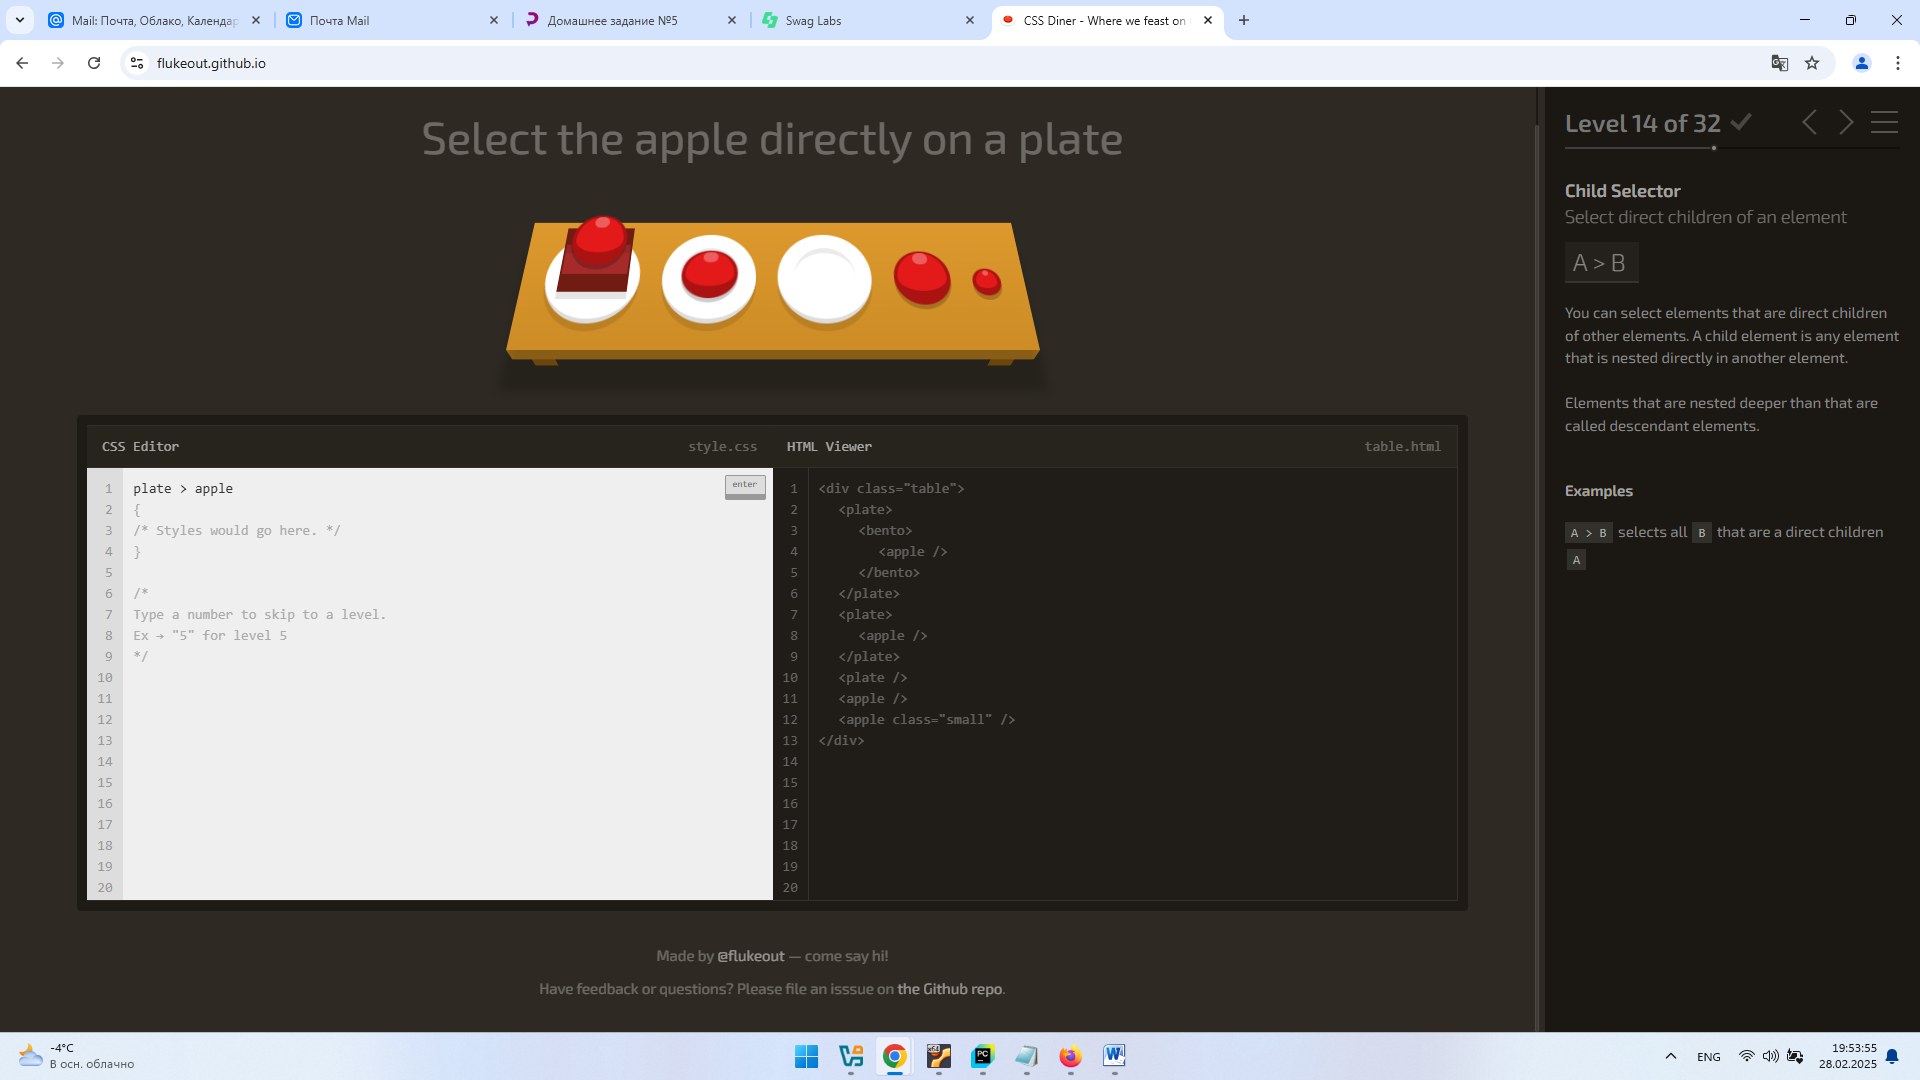 Mail: Почта, Облако, Календар
Почта Mail
Домашнее задание №5
Swag Labs
CSS Diner - Where we feast on
flukeout.github.io
Select the apple directly on a plate
CSS Editor
style.css
HTML Viewer
table.html
1
2
3
4
5
6
7
8
9
10
11
12
13
14
15
16
17
18
19
20
plate > apple
{
/* Styles would go here. */
}
/*
Type a number to skip to a level.
Ex → "5" for level 5
*/
enter
1
2
3
4
5
6
7
8
9
10
11
12
13
14
15
16
17
18
19
20
<div class="table">
<plate>
<bento>
<apple />
</bento>
</plate>
<plate>
<apple />
</plate>
<plate />
<apple />
<apple class="small" />
</div>
Made by @flukeout — come say hi!
Have feedback or questions? Please file an isssue on the Github repo.
Level 14 of 32
Child Selector
Select direct children of an element
A > B
You can select elements that are direct children
of other elements. A child element is any element
that is nested directly in another element.
Elements that are nested deeper than that are
called descendant elements.
Examples
A > B selects all B that are a direct children
A
-4°C
В осн. облачно
ENG
19:53:55
28.02.2025